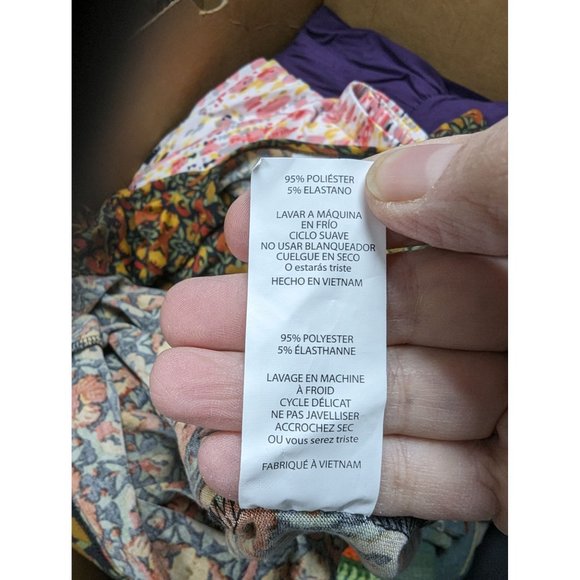 95% POLIÉSTER
5% ELASTANO
LAVAR A MÁQUINA
EN FRÍO
CICLO SUAVE
NO USAR BLANQUEADOR
CUELGUE EN SECO
O estarás triste
HECHO EN VIETNAM
95% POLYESTER
5% ÉLASTHANNE
LAVAGE EN MACHINE
À FROID
CYCLE DÉLICAT
NE PAS JAVELLISER
ACCROCHEZ SEC
OU vous serez triste
FABRIQUÉ À VIETNAM